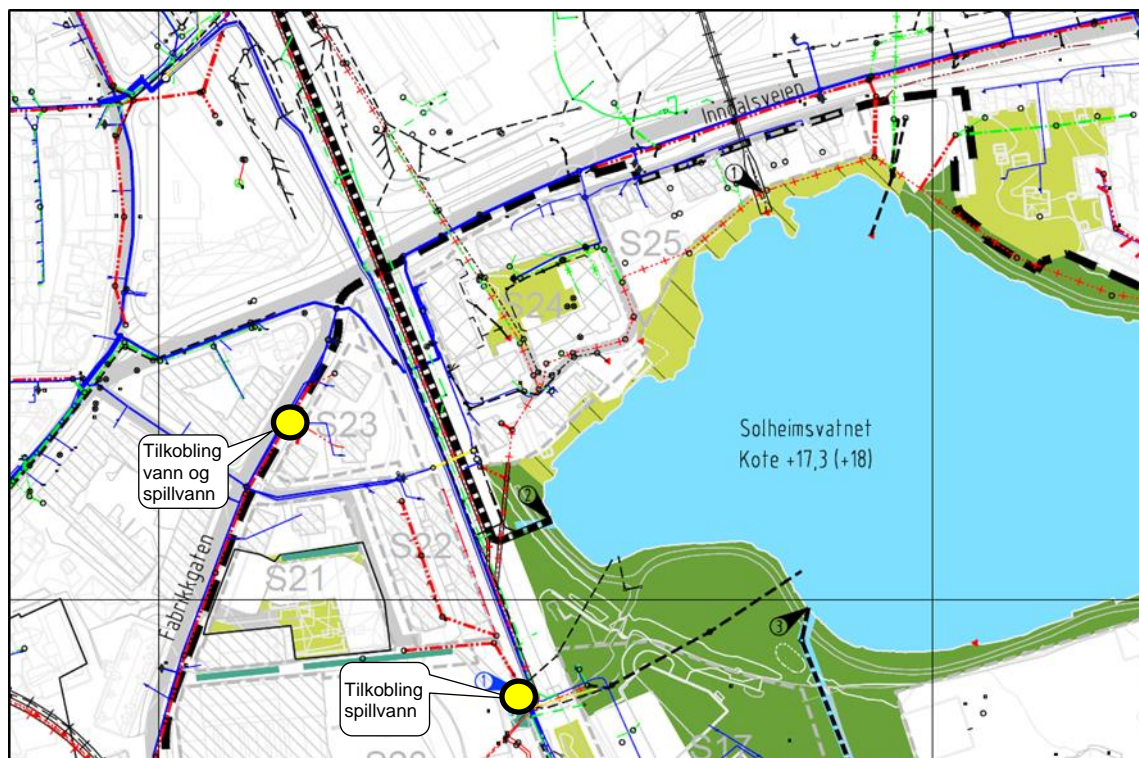 Inndalsveien
1
S25
S24
S23
Solheimsvatnet
Kote +17,3 (+18)
Tilkobling
vann og
spillvann
2
S22
S21
Fabrikkgaten
3
1
Tilkobling
spillvann
S17